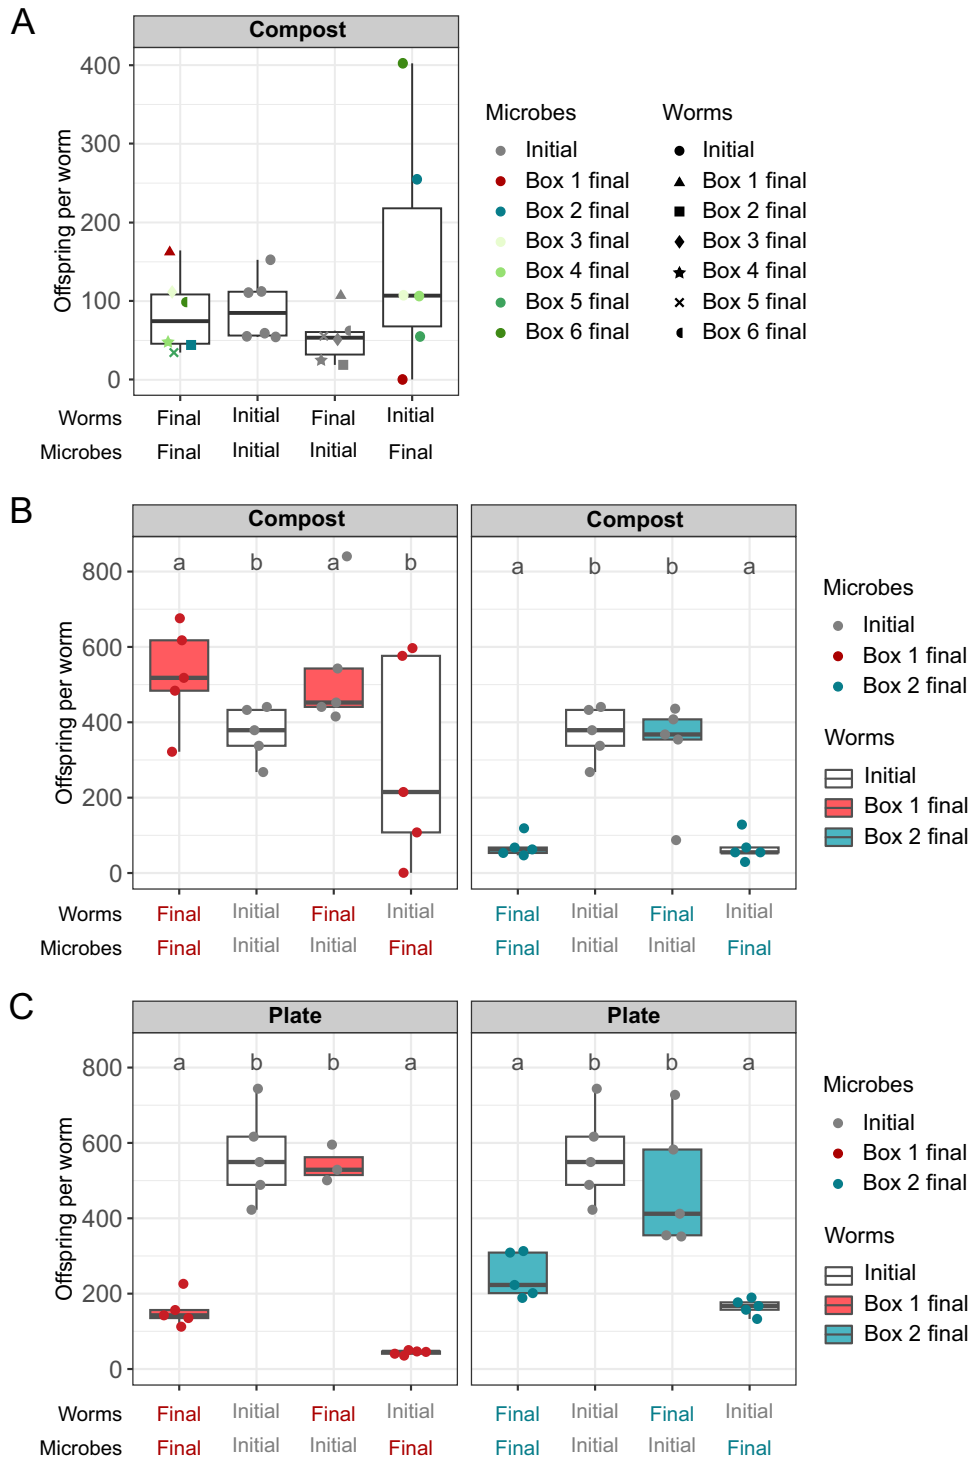 A
Compost
400
300
200
100
0
Offspring per worm
Worms Final Initial Final Initial
Microbes Final Initial Initial Final
Microbes
Initial
Box 1 final
Box 2 final
Box 3 final
Box 4 final
Box 5 final
Box 6 final
Worms
Initial
Box 1 final
Box 2 final
Box 3 final
Box 4 final
Box 5 final
Box 6 final
B
Compost
Compost
a b a b
a b b a
800
600
400
200
0
Offspring per worm
Worms Final Initial Final Initial Final Initial Final Initial
Microbes Final Initial Initial Final Final Initial Initial Final
Microbes
Initial
Box 1 final
Box 2 final
Worms
Initial
Box 1 final
Box 2 final
C
Plate
Plate
a b b a
a b b a
800
600
400
200
0
Offspring per worm
Worms Final Initial Final Initial Final Initial Final Initial
Microbes Final Initial Initial Final Final Initial Initial Final
Microbes
Initial
Box 1 final
Box 2 final
Worms
Initial
Box 1 final
Box 2 final